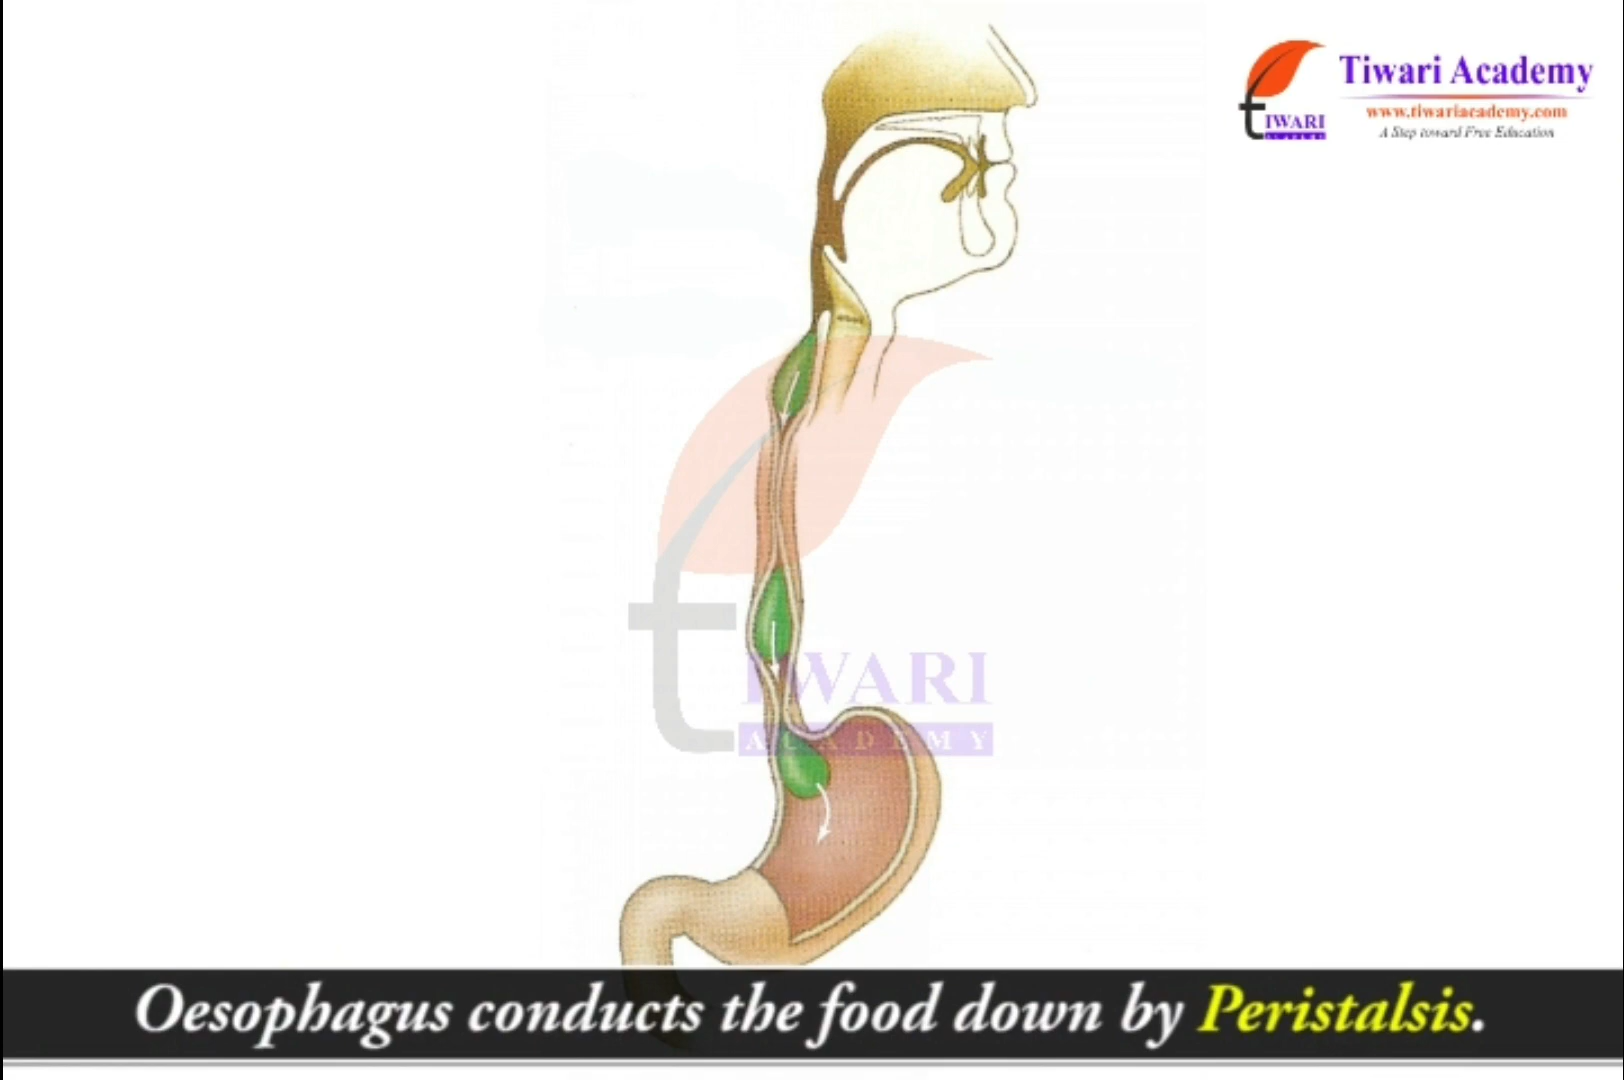 Tiwari Academy
www.tiwariacademy.com
A Step toward Free Education
tIWARI
ACADEMY
tIWARI
ACADEMY
Oesophagus conducts the food down by Peristalsis.